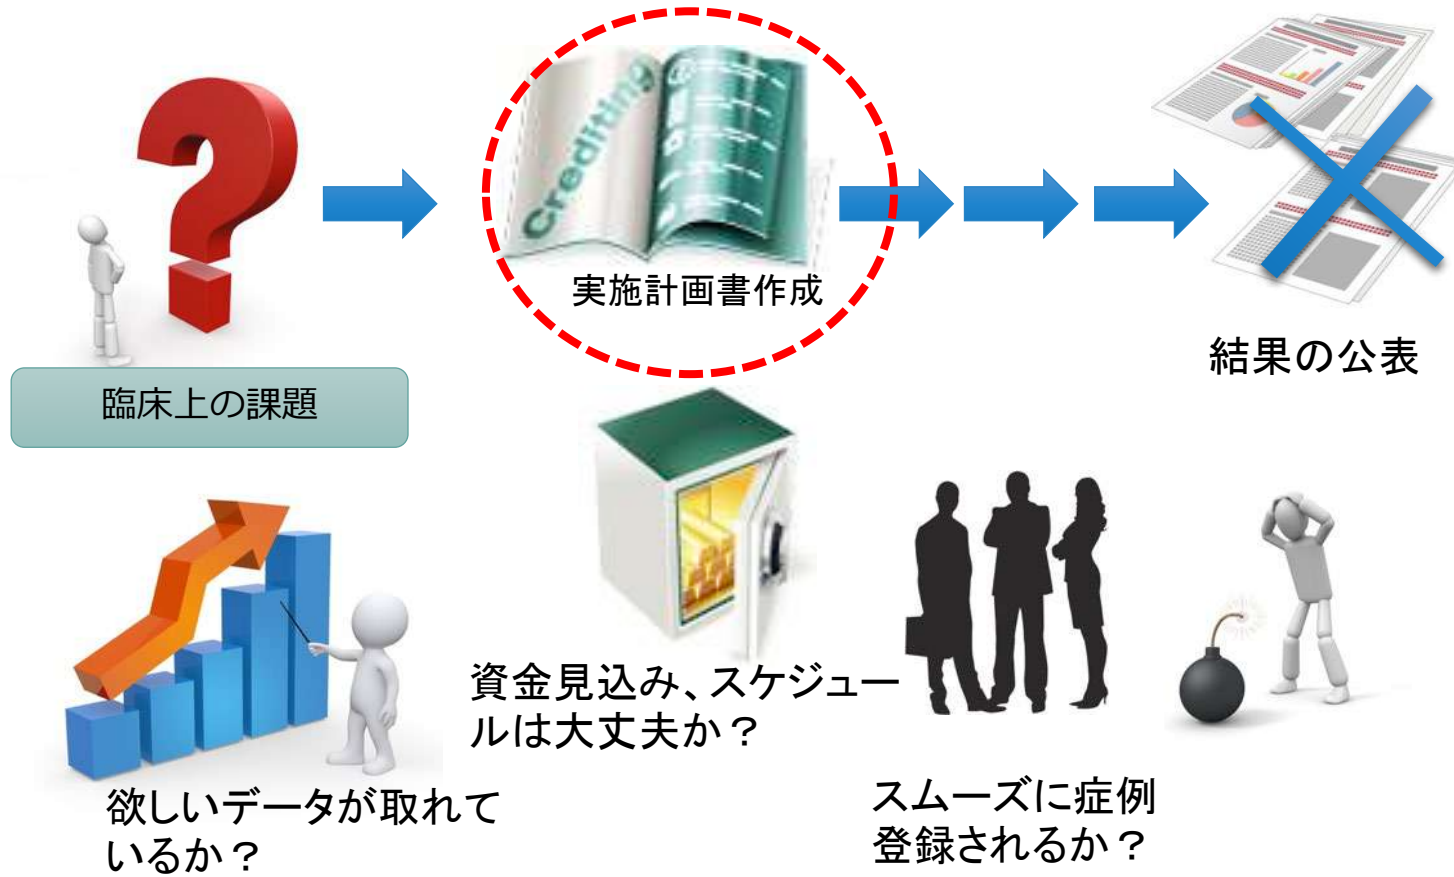 Crediting
実施計画書作成
結果の公表
臨床上の課題
資金見込み、スケジュー
ルは大丈夫か？
欲しいデータが取れて
いるか？
スムーズに症例
登録されるか？